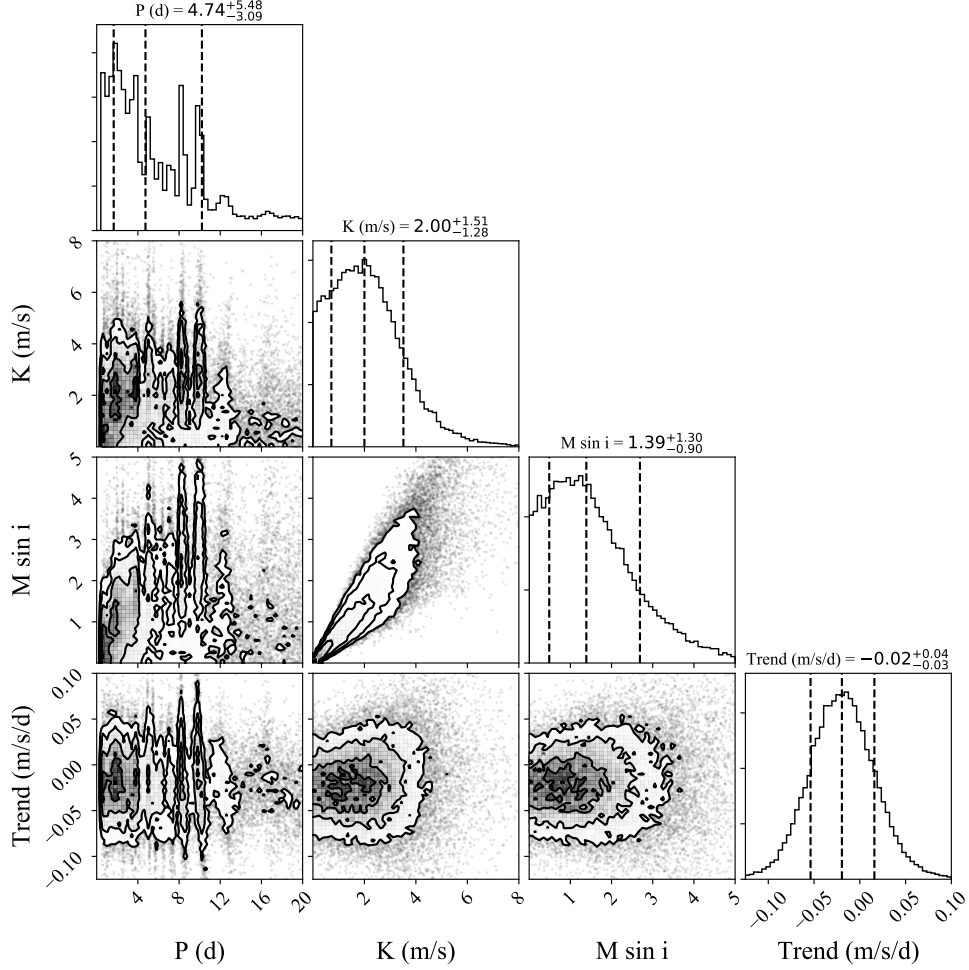 P (d) = 4.74+5.48−3.09
K (m/s) = 2.00+1.51−1.28
M sin i = 1.39+1.30−0.90
Trend (m/s/d) = −0.02+0.04−0.03
K (m/s)
8
6
4
2
M sin i
5
4
3
2
1
Trend (m/s/d)
0.10
0.05
0.00
−0.05
−0.10
4 8 12 16 20
2 4 6 8
1 2 3 4 5
−0.10 −0.05 0.00 0.05 0.10
P (d)
K (m/s)
M sin i
Trend (m/s/d)